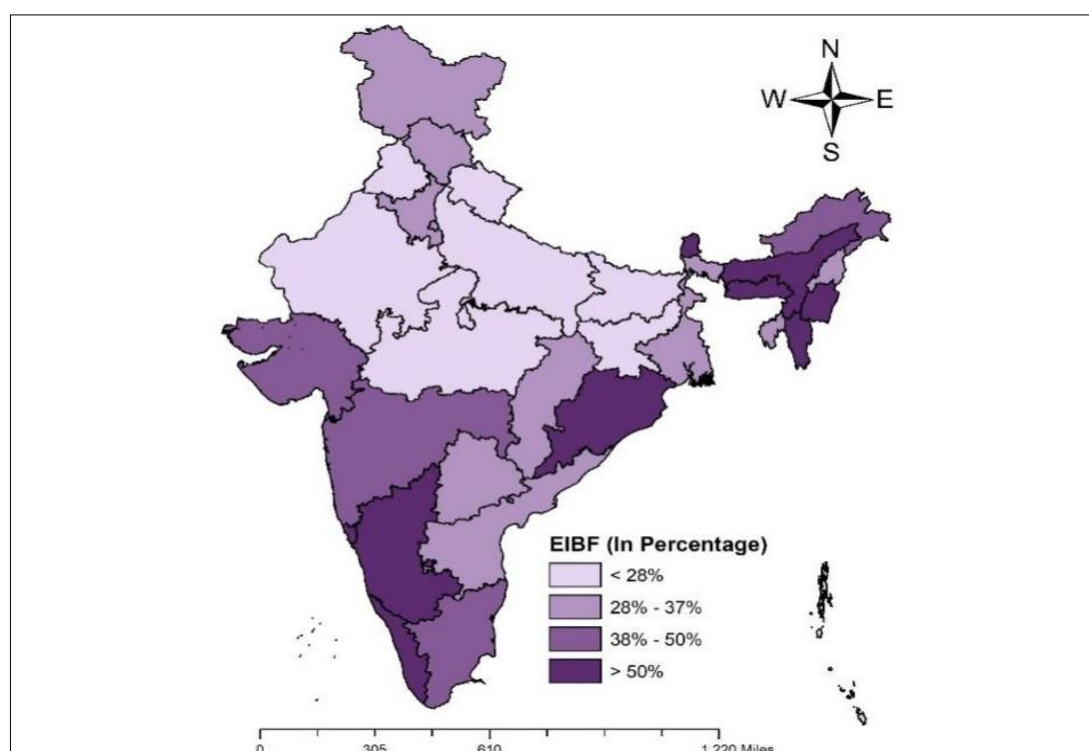 N
W E
S
EIBF (In Percentage)
< 28%
28% - 37%
38% - 50%
> 50%
0 305 610 1,220 Miles